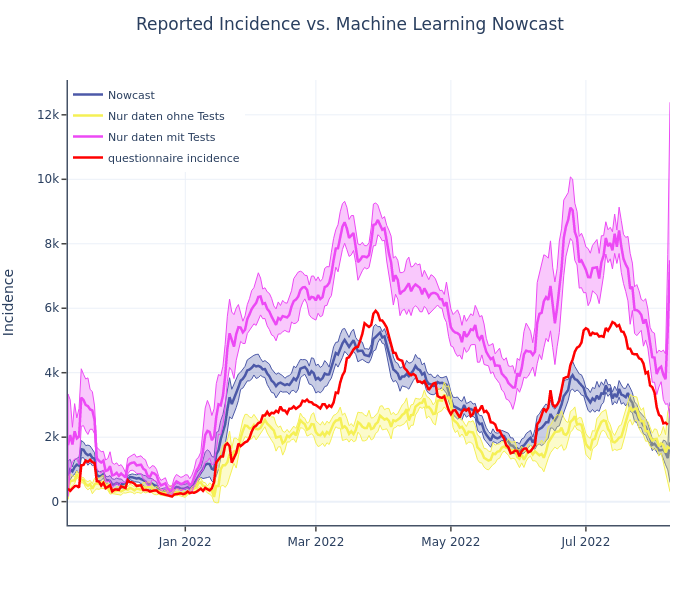 Reported Incidence vs. Machine Learning Nowcast
Nowcast
Nur daten ohne Tests
Nur daten mit Tests
questionnaire incidence
Incidence
12k
10k
8k
6k
4k
2k
0
Jan 2022
Mar 2022
May 2022
Jul 2022